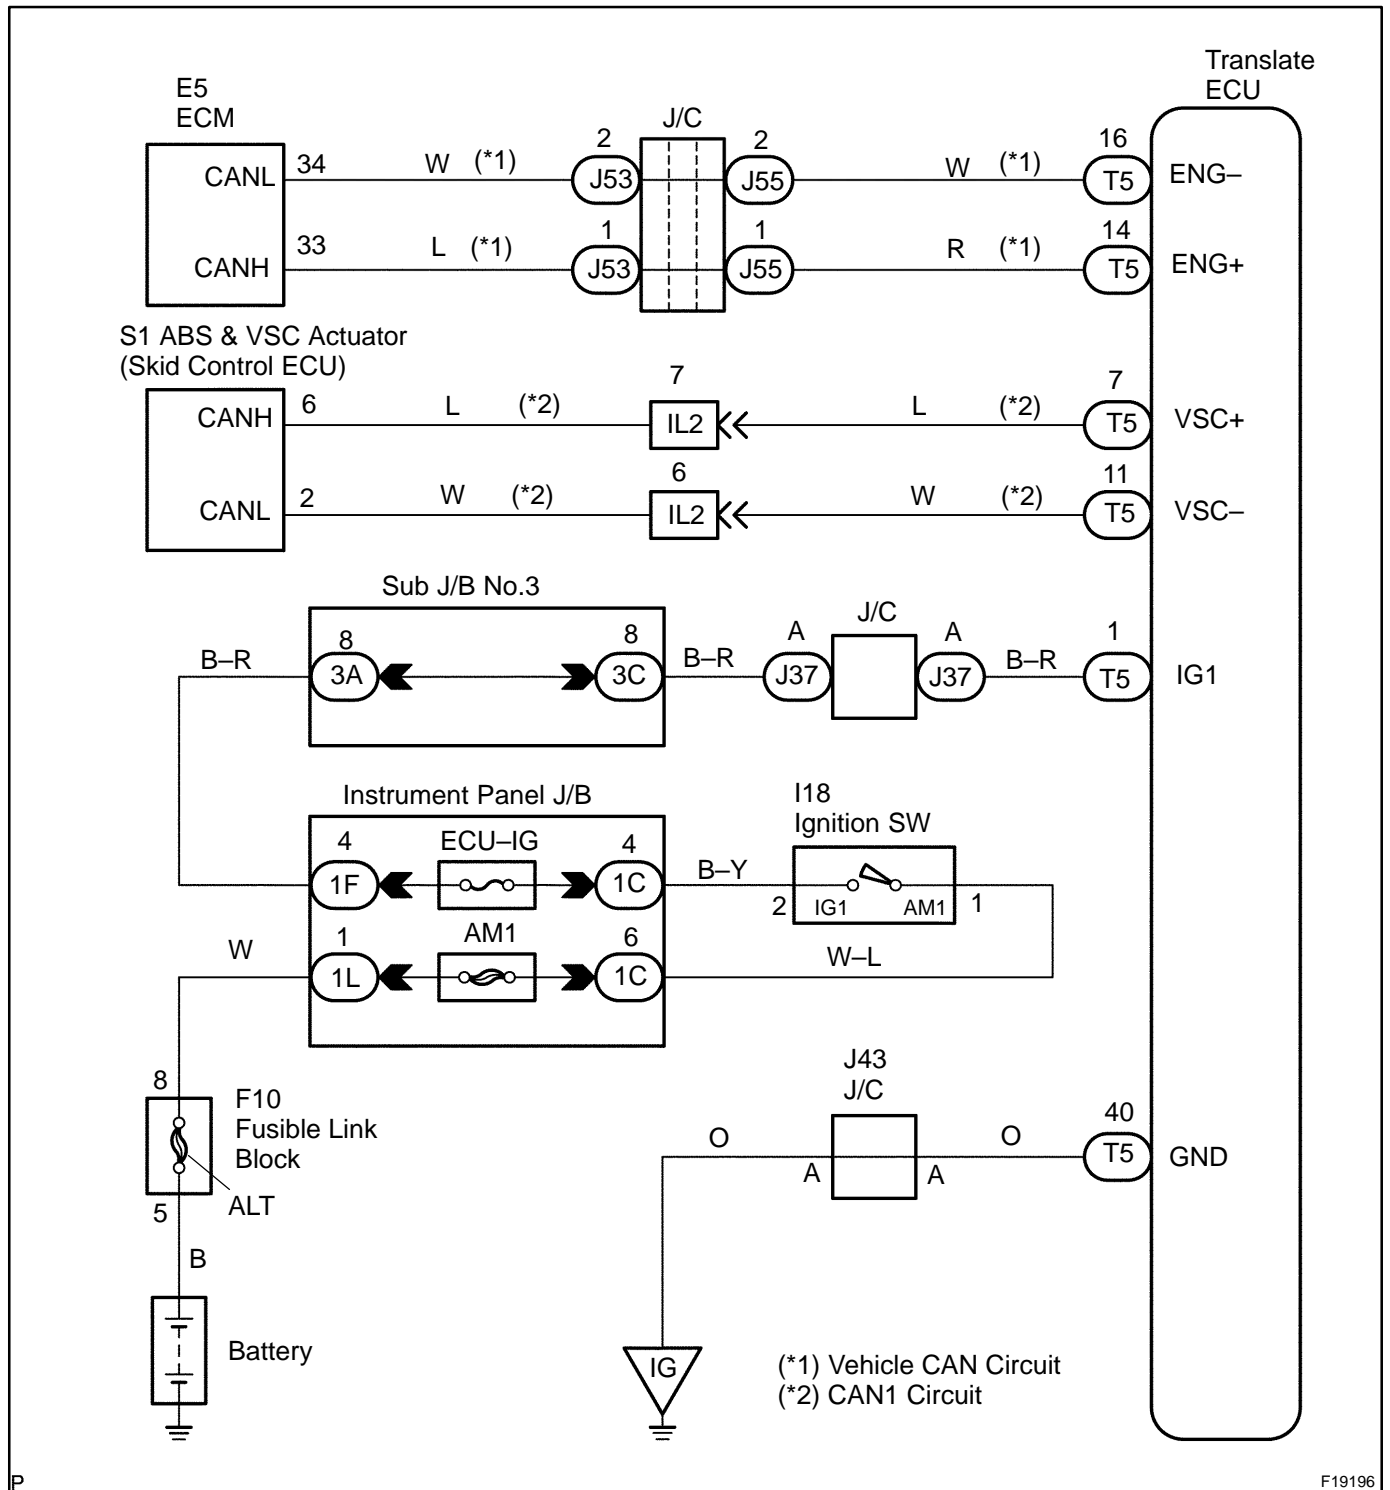 Translate
ECU
E5
ECM
J/C
CANL 34 W (*1) 2 J53 2 J55 W (*1) 16 T5 ENG–
CANH 33 L (*1) 1 J53 1 J55 R (*1) 14 T5 ENG+
S1 ABS & VSC Actuator
(Skid Control ECU)
CANH 6 L (*2) 7 IL2 L (*2) 7 T5 VSC+
CANL 2 W (*2) 6 IL2 W (*2) 11 T5 VSC–
Sub J/B No.3
J/C
B–R 8 3A 8 3C B–R A J37 A J37 B–R 1 T5 IG1
Instrument Panel J/B
I18
Ignition SW
4 1F ECU–IG 4 1C B–Y 2 IG1 AM1 1
W 1 1L AM1 6 1C W–L
8
F10
Fusible Link
Block
5 ALT
B
Battery
J43
J/C
O A A O 40 T5 GND
IG
(*1) Vehicle CAN Circuit
(*2) CAN1 Circuit
P
F19196